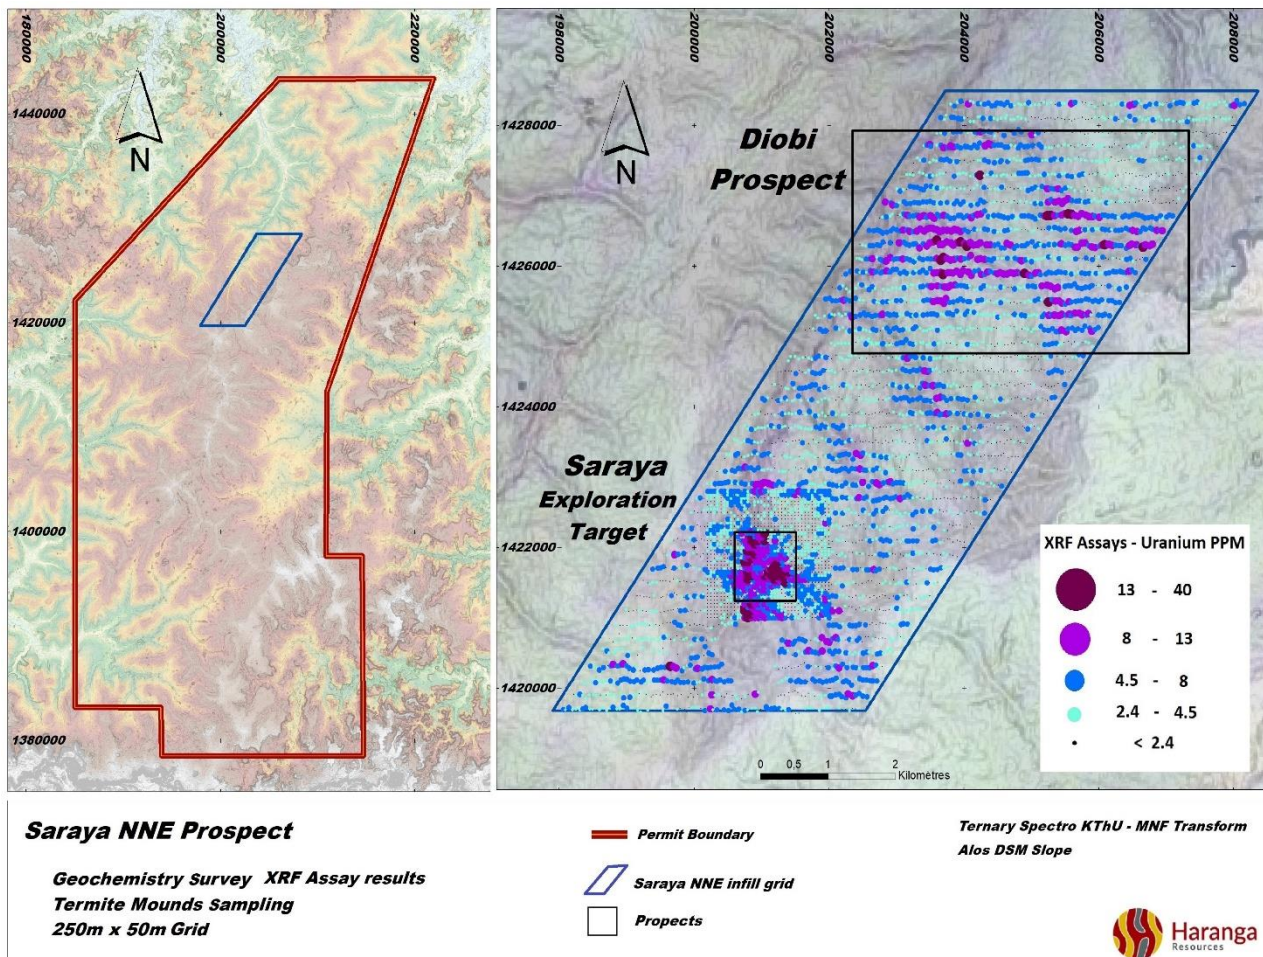 180000
200000
220000
1440000
N
1420000
1400000
1380000
198000
200000
202000
204000
206000
208000
1428000
N
Diobi
Prospect
1426000
1424000
Saraya
Exploration
Target
1422000
1420000
XRF Assays - Uranium PPM
13 - 40
8 - 13
4.5 - 8
2.4 - 4.5
< 2.4
0 0.5 1 2
Kilomètres
Saraya NNE Prospect
Geochemistry Survey XRF Assay results
Termite Mounds Sampling
250m x 50m Grid
Permit Boundary
Saraya NNE infill grid
Propects
Ternary Spectro KThU - MNF Transform
Alos DSM Slope
Haranga
Resources